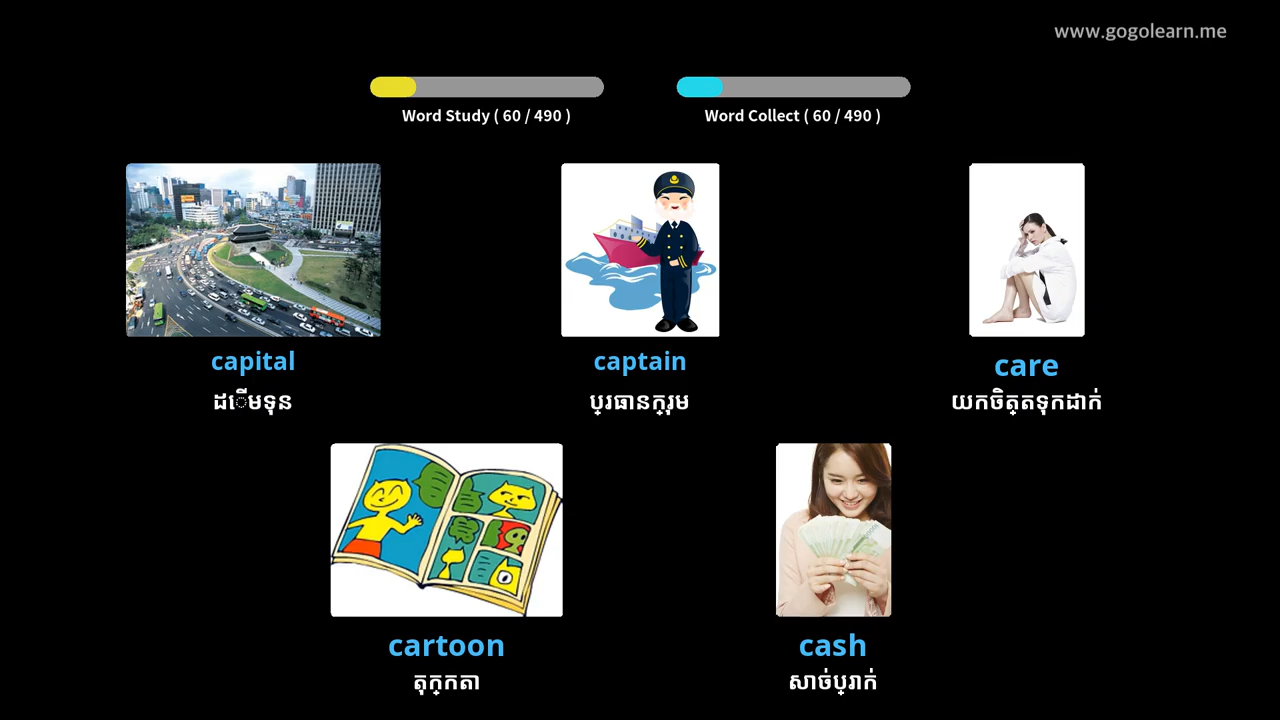 www.gogolearn.me
Word Study ( 60 / 490 )
Word Collect ( 60 / 490 )
capital
ដើមទុន
captain
ប្រធានក្រុម
care
យកចិត្តទុកដាក់
cartoon
តុក្កតា
cash
សាច់ប្រាក់